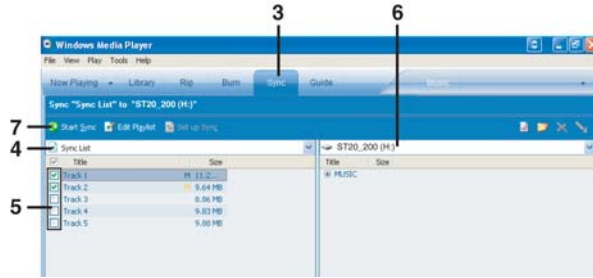 3
6
Windows Media Player
File View Play Tools Help
Now Playing Library Rip Burn Sync Guide Music
Sync "Sync List" to "ST20_200 (H:)"
7
Start Sync Edit Playlist Set up Sync
4
Sync List
ST20_200 (H:)
Title Size
Title Size
Track 1 M 11.2...
MUSIC
Track 2 M 9.64 MB
5
Track 3 8.86 MB
Track 4 9.83 MB
Track 5 9.88 MB